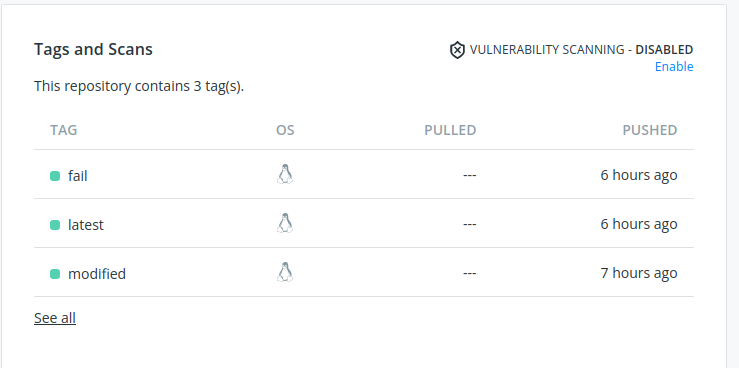 Tags and Scans
VULNERABILITY SCANNING - DISABLED
Enable
This repository contains 3 tag(s).
TAG OS PULLED PUSHED
fail --- 6 hours ago
latest --- 6 hours ago
modified --- 7 hours ago
See all